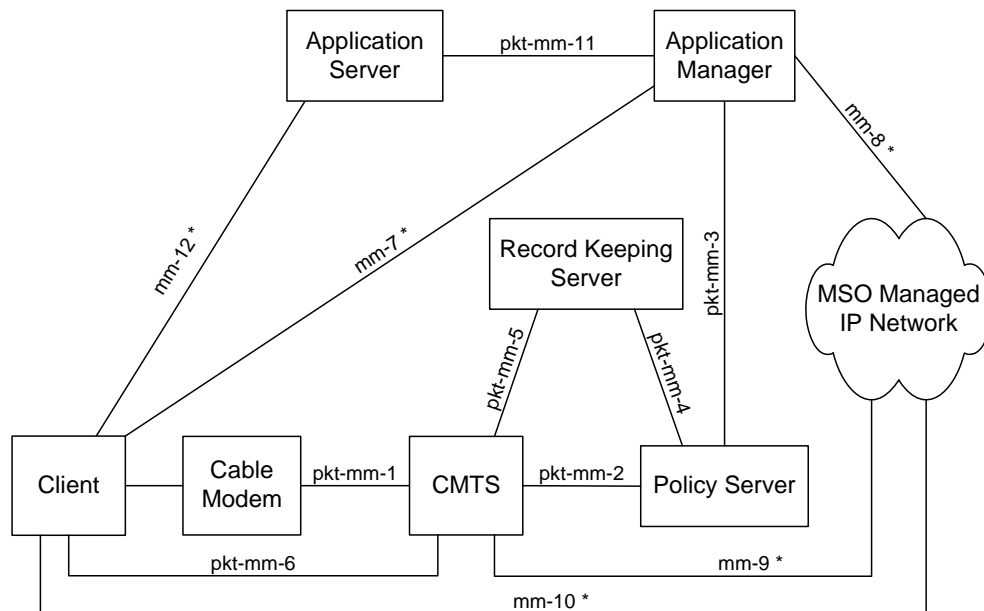 Application
Server
pkt-mm-11
Application
Manager
mm-8 *
mm-12 *
mm-7 *
pkt-mm-3
Record Keeping
Server
MSO Managed
IP Network
pkt-mm-5
pkt-mm-4
Client
Cable
Modem
pkt-mm-1
CMTS
pkt-mm-2
Policy Server
pkt-mm-6
mm-9 *
mm-10 *